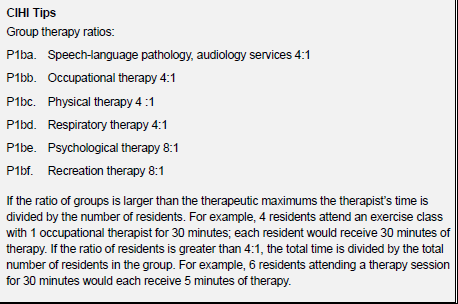 CIHI Tips
Group therapy ratios:
P1ba. Speech-language pathology, audiology services 4:1
P1bb. Occupational therapy 4:1
P1bc. Physical therapy 4 :1
P1bd. Respiratory therapy 4:1
P1be. Psychological therapy 8:1
P1bf. Recreation therapy 8:1
If the ratio of groups is larger than the therapeutic maximums the therapist's time is
divided by the number of residents. For example, 4 residents attend an exercise class
with 1 occupational therapist for 30 minutes; each resident would receive 30 minutes of
therapy. If the ratio of residents is greater than 4:1, the total time is divided by the total
number of residents in the group. For example, 6 residents attending a therapy session
for 30 minutes would each receive 5 minutes of therapy.